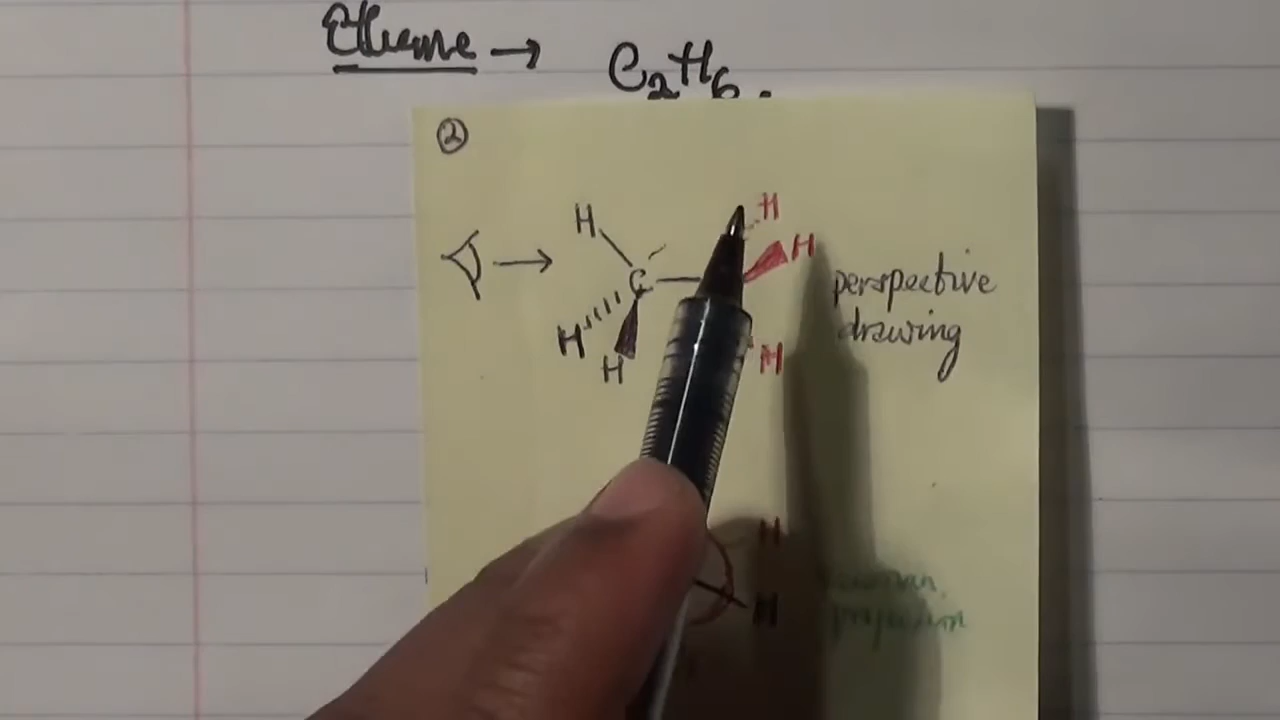 Ethane → C₂H₆.
②
H H
H
C
H
H
H
perspective
drawing
H
H